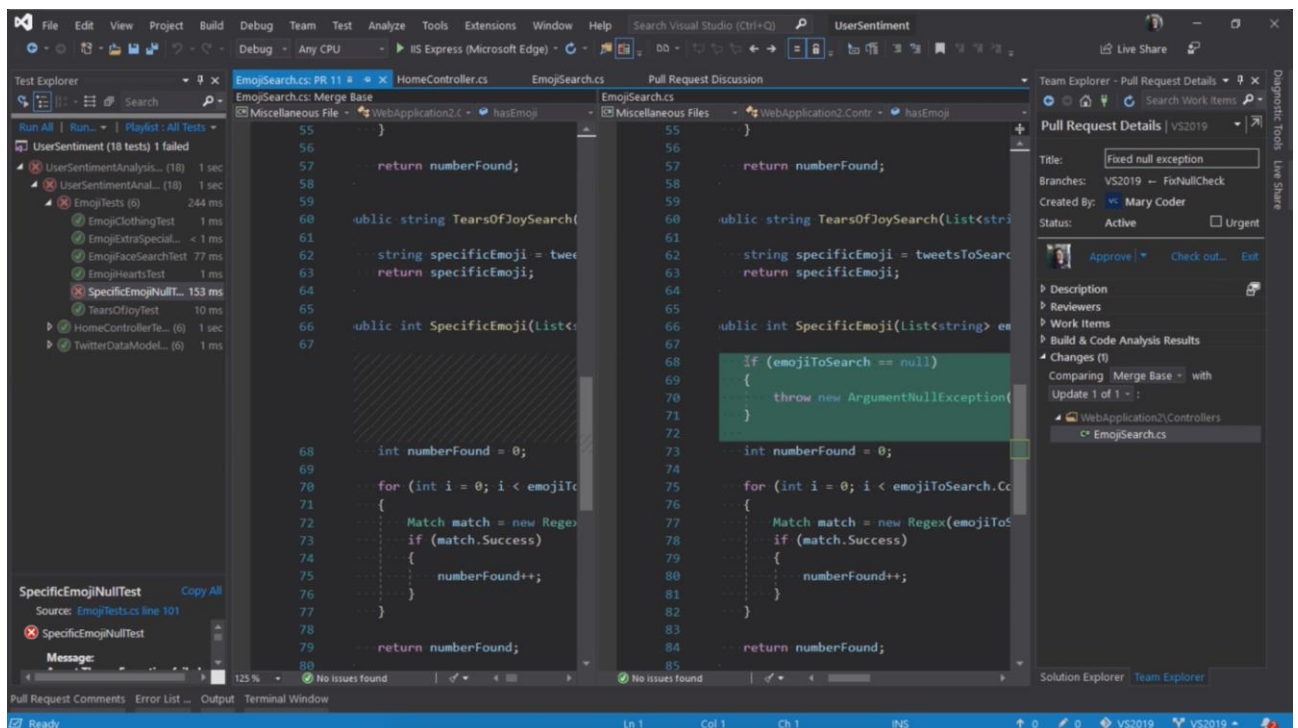 File Edit View Project Build Debug Team Test Analyze Tools Extensions Window Help Search Visual Studio (Ctrl+Q) UserSentiment
Debug Any CPU IIS Express (Microsoft Edge) Live Share
Test Explorer
Search
Run All | Run... | Playlist : All Tests
UserSentiment (18 tests) 1 failed
UserSentimentAnalysis... (18) 1 sec
UserSentimentAnal... (18) 1 sec
EmojiTests (6) 244 ms
EmojiClothingTest 1 ms
EmojiExtraSpecial... < 1 ms
EmojiFaceSearchTest 77 ms
EmojiHeartsTest 1 ms
SpecificEmojiNullT... 153 ms
TearsOfJoyTest 10 ms
HomeControllerTe... (6) 1 sec
TwitterDataModel... (6) 1 ms
SpecificEmojiNullTest Copy All
Source: EmojiTests.cs line 101
SpecificEmojiNullTest
Message:
EmojiSearch.cs: PR 11 HomeController.cs EmojiSearch.cs Pull Request Discussion
EmojiSearch.cs: Merge Base
Miscellaneous File WebApplication2.C hasEmoji
55 }
56
57 return numberFound;
58
59
60 ublic string TearsOfJoySearch(
61
62 string specificEmoji = twee
63 return specificEmoji;
64
65
66 ublic int SpecificEmoji(List<s
67
68 int numberFound = 0;
69
70 for (int i = 0; i < emojiTo
71 {
72 Match match = new Regex
73 if (match.Success)
74 {
75 numberFound++;
76 }
77 }
78
79 return numberFound;
80
125 % No issues found
EmojiSearch.cs
Miscellaneous Files WebApplication2.Contr hasEmoji
55 }
56
57 return numberFound;
58
59
60 ublic string TearsOfJoySearch(List<stri
61
62 string specificEmoji = tweetsToSearc
63 return specificEmoji;
64
65
66 ublic int SpecificEmoji(List<string> em
67
68 if (emojiToSearch == null)
69 {
70 throw new ArgumentNullException(
71 }
72
73 int numberFound = 0;
74
75 for (int i = 0; i < emojiToSearch.Co
76 {
77 Match match = new Regex(emojiToS
78 if (match.Success)
79 {
80 numberFound++;
81 }
82 }
83
84 return numberFound;
85
No issues found
Team Explorer - Pull Request Details
Search Work Items
Pull Request Details | VS2019
Title: Fixed null exception
Branches: VS2019 ← FixNullCheck
Created By: Mary Coder
Status: Active Urgent
Approve Check out... Exit
Description
Reviewers
Work Items
Build & Code Analysis Results
Changes (1)
Comparing Merge Base with
Update 1 of 1 :
WebApplication2\Controllers
C# EmojiSearch.cs
Solution Explorer Team Explorer
Diagnostic Tools Live Share
Pull Request Comments Error List ... Output Terminal Window
Ready Ln 1 Col 1 Ch 1 INS 0 0 VS2019 VS2019